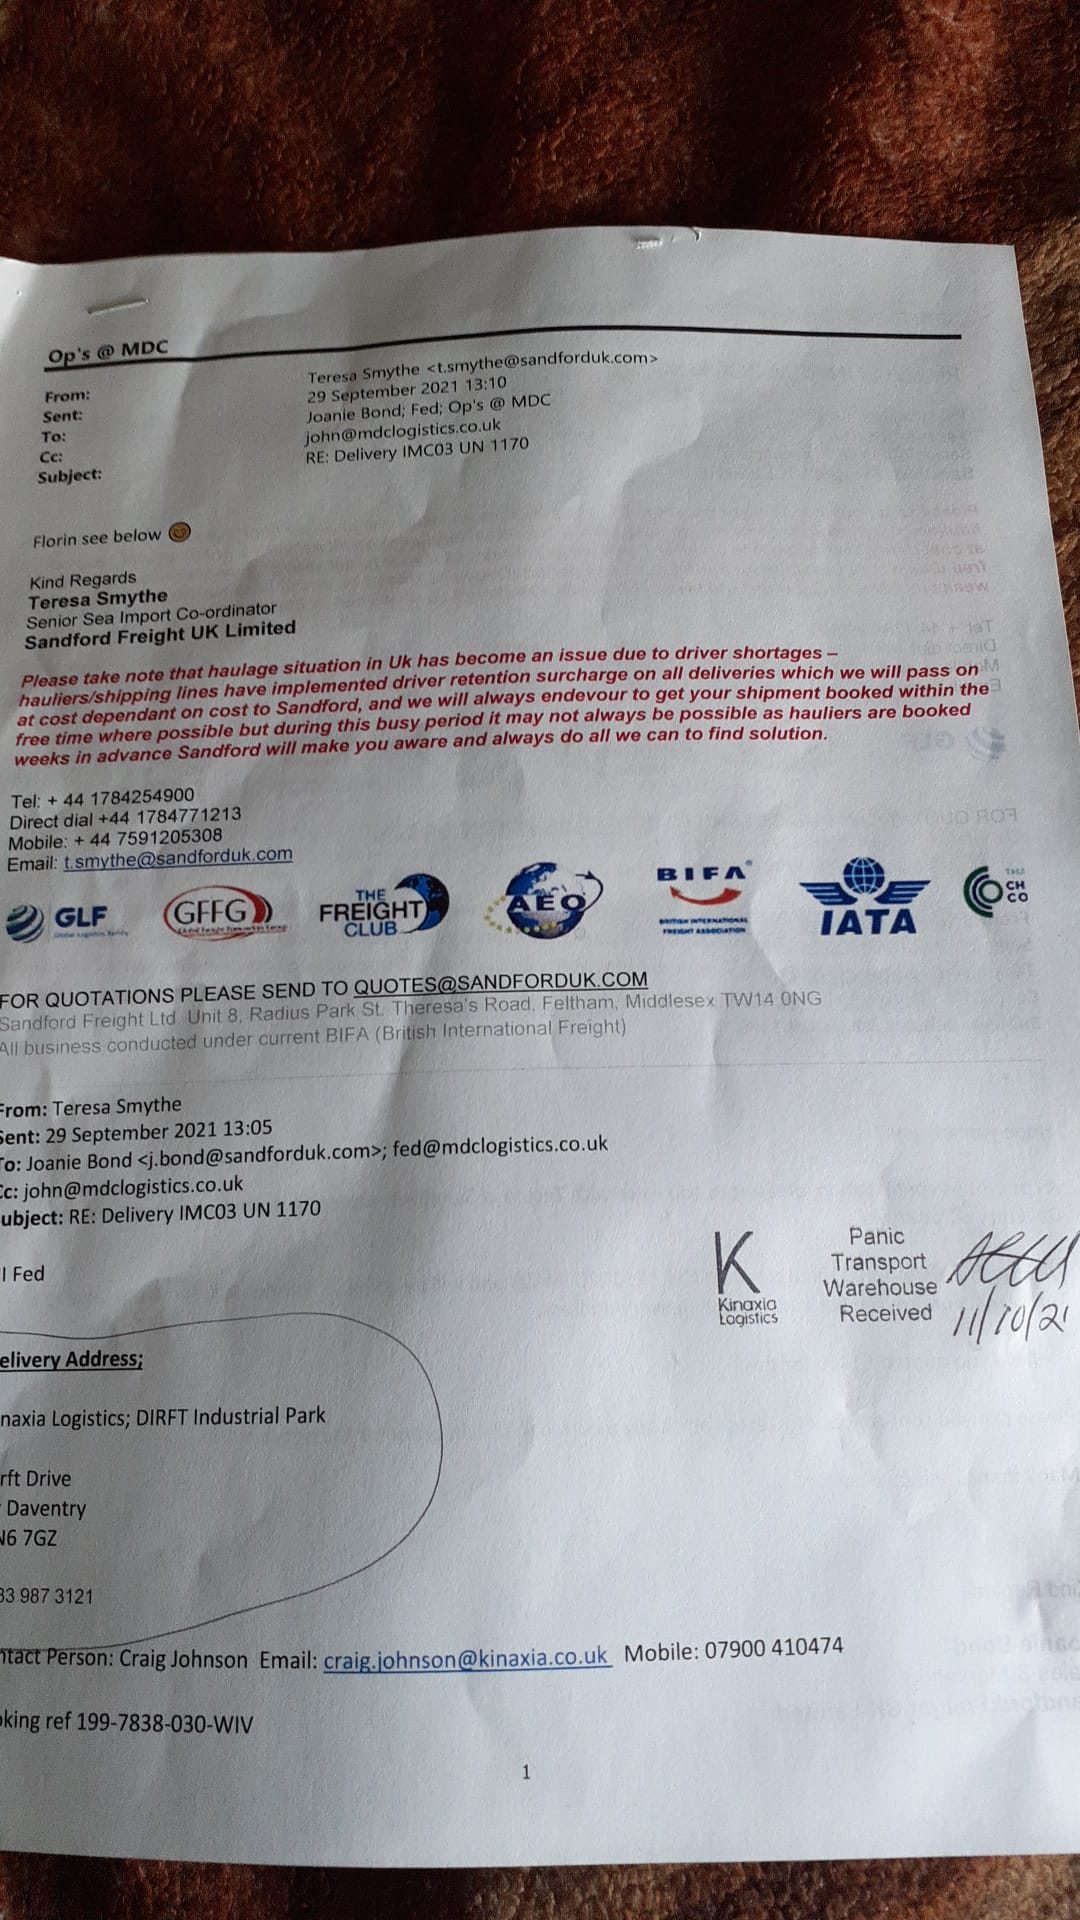 Op's @ MDC
From: Teresa Smythe <t.smythe@sandforduk.com>
Sent: 29 September 2021 13:10
To: Joanie Bond; Fed; Op's @ MDC
Cc: john@mdclogistics.co.uk
Subject: RE: Delivery IMC03 UN 1170
Florin see below
Kind Regards
Teresa Smythe
Senior Sea Import Co-ordinator
Sandford Freight UK Limited
Please take note that haulage situation in Uk has become an issue due to driver shortages –
hauliers/shipping lines have implemented driver retention surcharge on all deliveries which we will pass on
at cost dependant on cost to Sandford, and we will always endevour to get your shipment booked within the
free time where possible but during this busy period it may not always be possible as hauliers are booked
weeks in advance Sandford will make you aware and always do all we can to find solution.
Tel: + 44 1784254900
Direct dial +44 1784771213
Mobile: + 44 7591205308
Email: t.smythe@sandforduk.com
GLF
GFFG
THE FREIGHT CLUB
AEO
BIFA
BRITISH INTERNATIONAL
FREIGHT ASSOCIATION
IATA
CH
CO
FOR QUOTATIONS PLEASE SEND TO QUOTES@SANDFORDUK.COM
Sandford Freight Ltd Unit 8, Radius Park St. Theresa's Road, Feltham, Middlesex TW14 0NG
All business conducted under current BIFA (British International Freight)
From: Teresa Smythe
Sent: 29 September 2021 13:05
To: Joanie Bond <j.bond@sandforduk.com>; fed@mdclogistics.co.uk
Cc: john@mdclogistics.co.uk
ubject: RE: Delivery IMC03 UN 1170
I Fed
K
Kinaxia
Logistics
Panic
Transport
Warehouse
Received
11/10/21
elivery Address;
naxia Logistics; DIRFT Industrial Park
rft Drive
Daventry
N6 7GZ
33 987 3121
ntact Person: Craig Johnson Email: craig.johnson@kinaxia.co.uk Mobile: 07900 410474
oking ref 199-7838-030-WIV
1